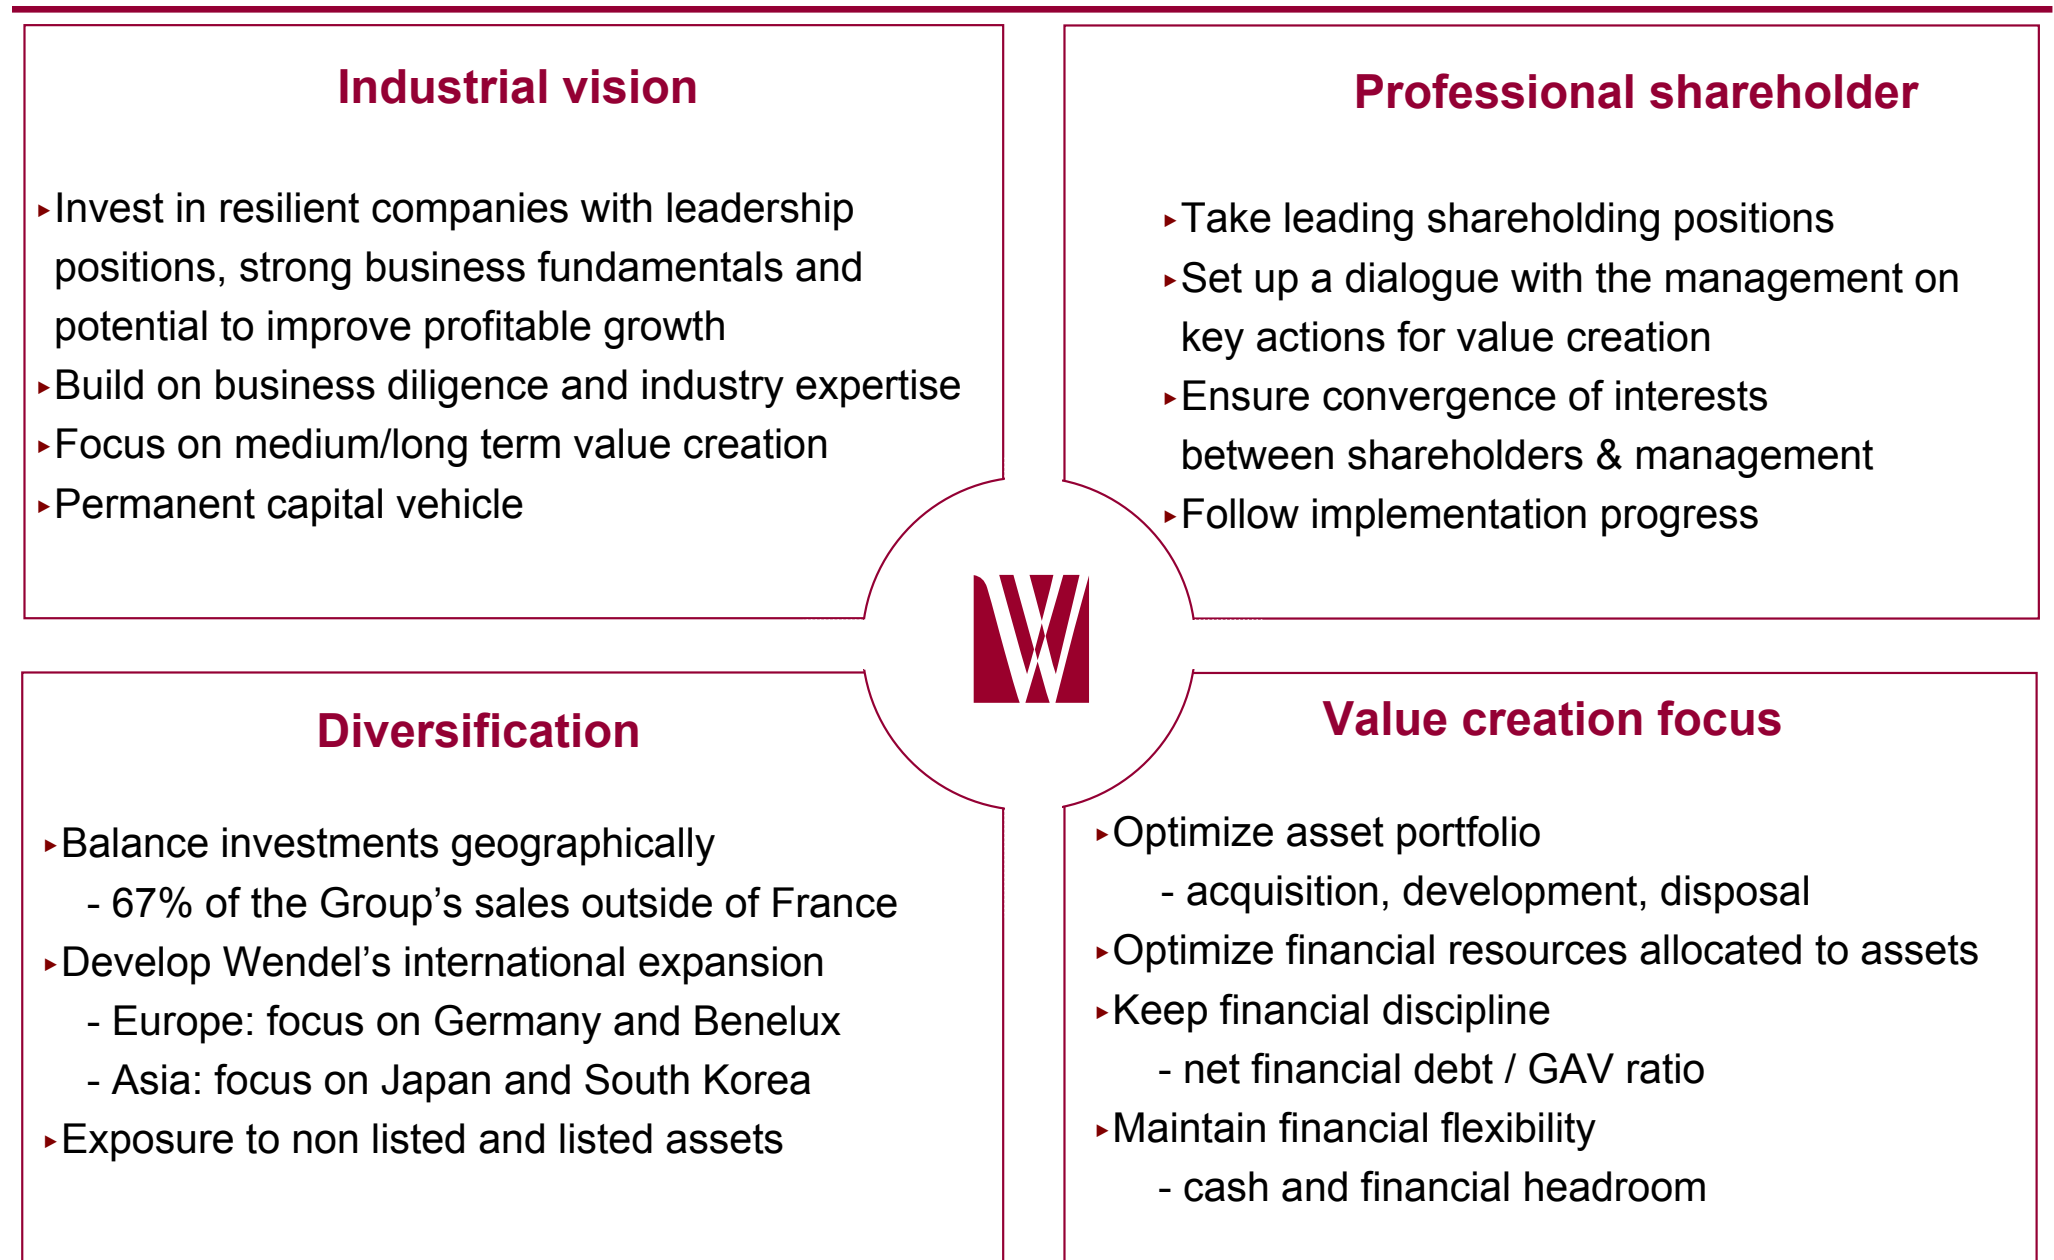 Industrial vision
▸Invest in resilient companies with leadership
positions, strong business fundamentals and
potential to improve profitable growth
▸Build on business diligence and industry expertise
▸Focus on medium/long term value creation
▸Permanent capital vehicle
Professional shareholder
▸Take leading shareholding positions
▸Set up a dialogue with the management on
key actions for value creation
▸Ensure convergence of interests
between shareholders & management
▸Follow implementation progress
Diversification
▸Balance investments geographically
- 67% of the Group’s sales outside of France
▸Develop Wendel’s international expansion
- Europe: focus on Germany and Benelux
- Asia: focus on Japan and South Korea
▸Exposure to non listed and listed assets
Value creation focus
▸Optimize asset portfolio
- acquisition, development, disposal
▸Optimize financial resources allocated to assets
▸Keep financial discipline
- net financial debt / GAV ratio
▸Maintain financial flexibility
- cash and financial headroom